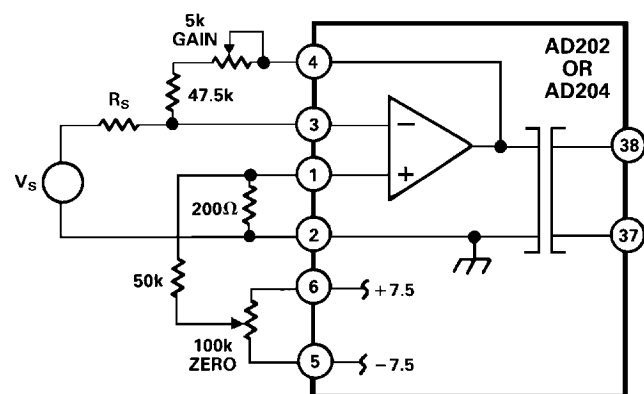 5k
GAIN
4
AD202
OR
AD204
47.5k
Rs
3
38
−
Vs
1
+
200Ω
2
37
50k
6
+7.5
100k
ZERO
5
−7.5